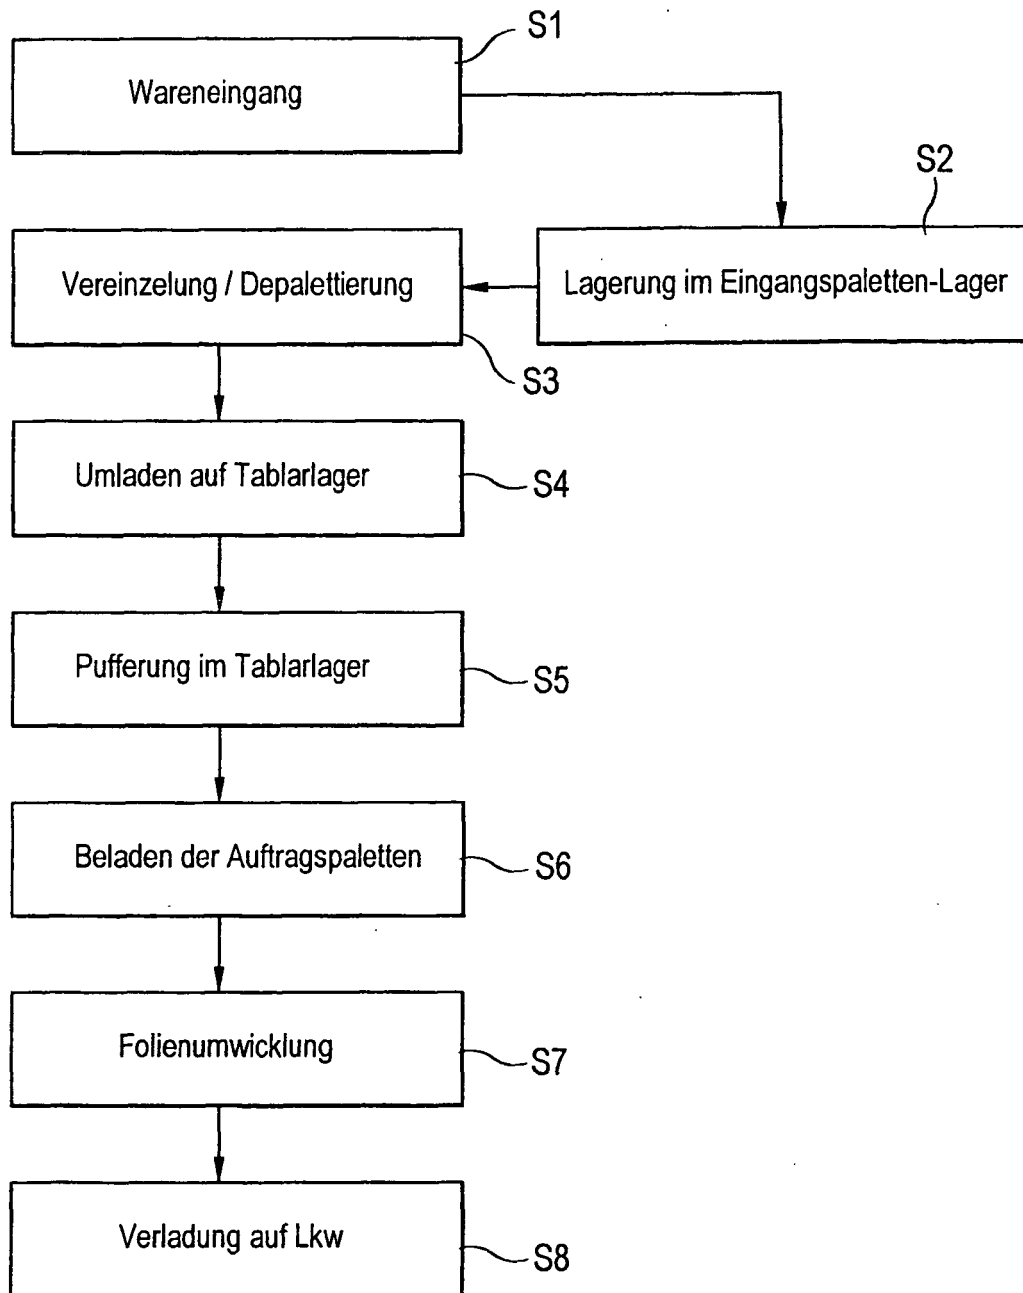 S1
Wareneingang
S2
Lagerung im Eingangspaletten-Lager
Vereinzelung / Depalettierung
S3
Umladen auf Tablarlager
S4
Pufferung im Tablarlager
S5
Beladen der Auftragspaletten
S6
Folienumwicklung
S7
Verladung auf Lkw
S8